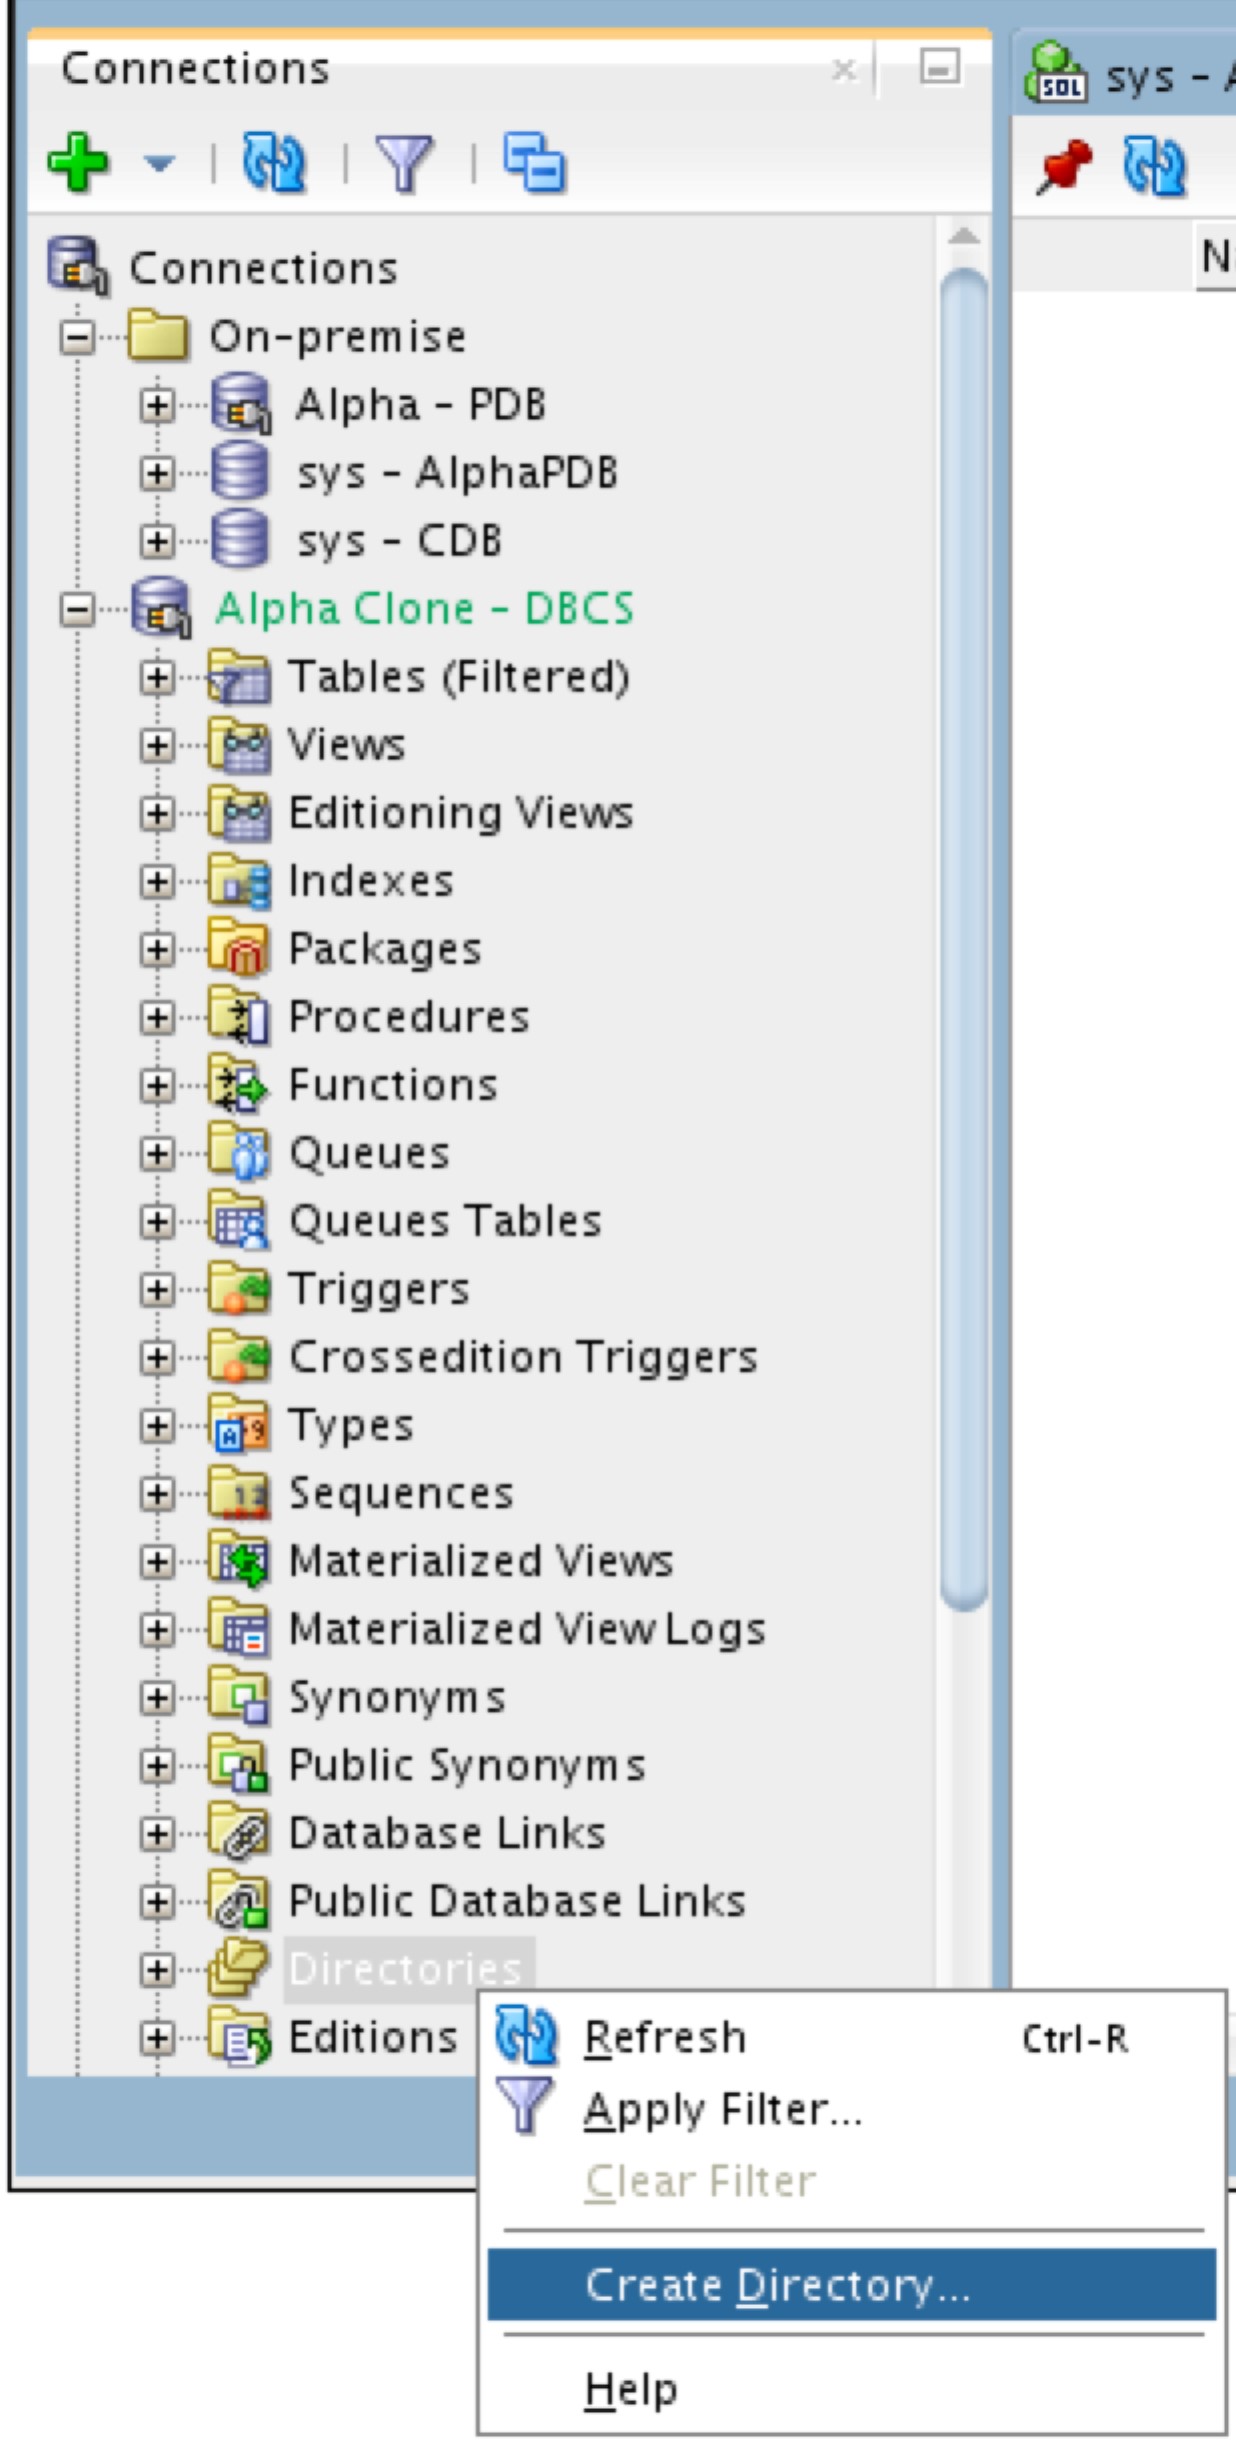 Connections
sys - A
Connections
On-premise
Alpha - PDB
sys - AlphaPDB
sys - CDB
Alpha Clone - DBCS
Tables (Filtered)
Views
Editioning Views
Indexes
Packages
Procedures
Functions
Queues
Queues Tables
Triggers
Crossedition Triggers
Types
Sequences
Materialized Views
Materialized View Logs
Synonyms
Public Synonyms
Database Links
Public Database Links
Directories
Editions
Refresh Ctrl-R
Apply Filter...
Clear Filter
Create Directory...
Help